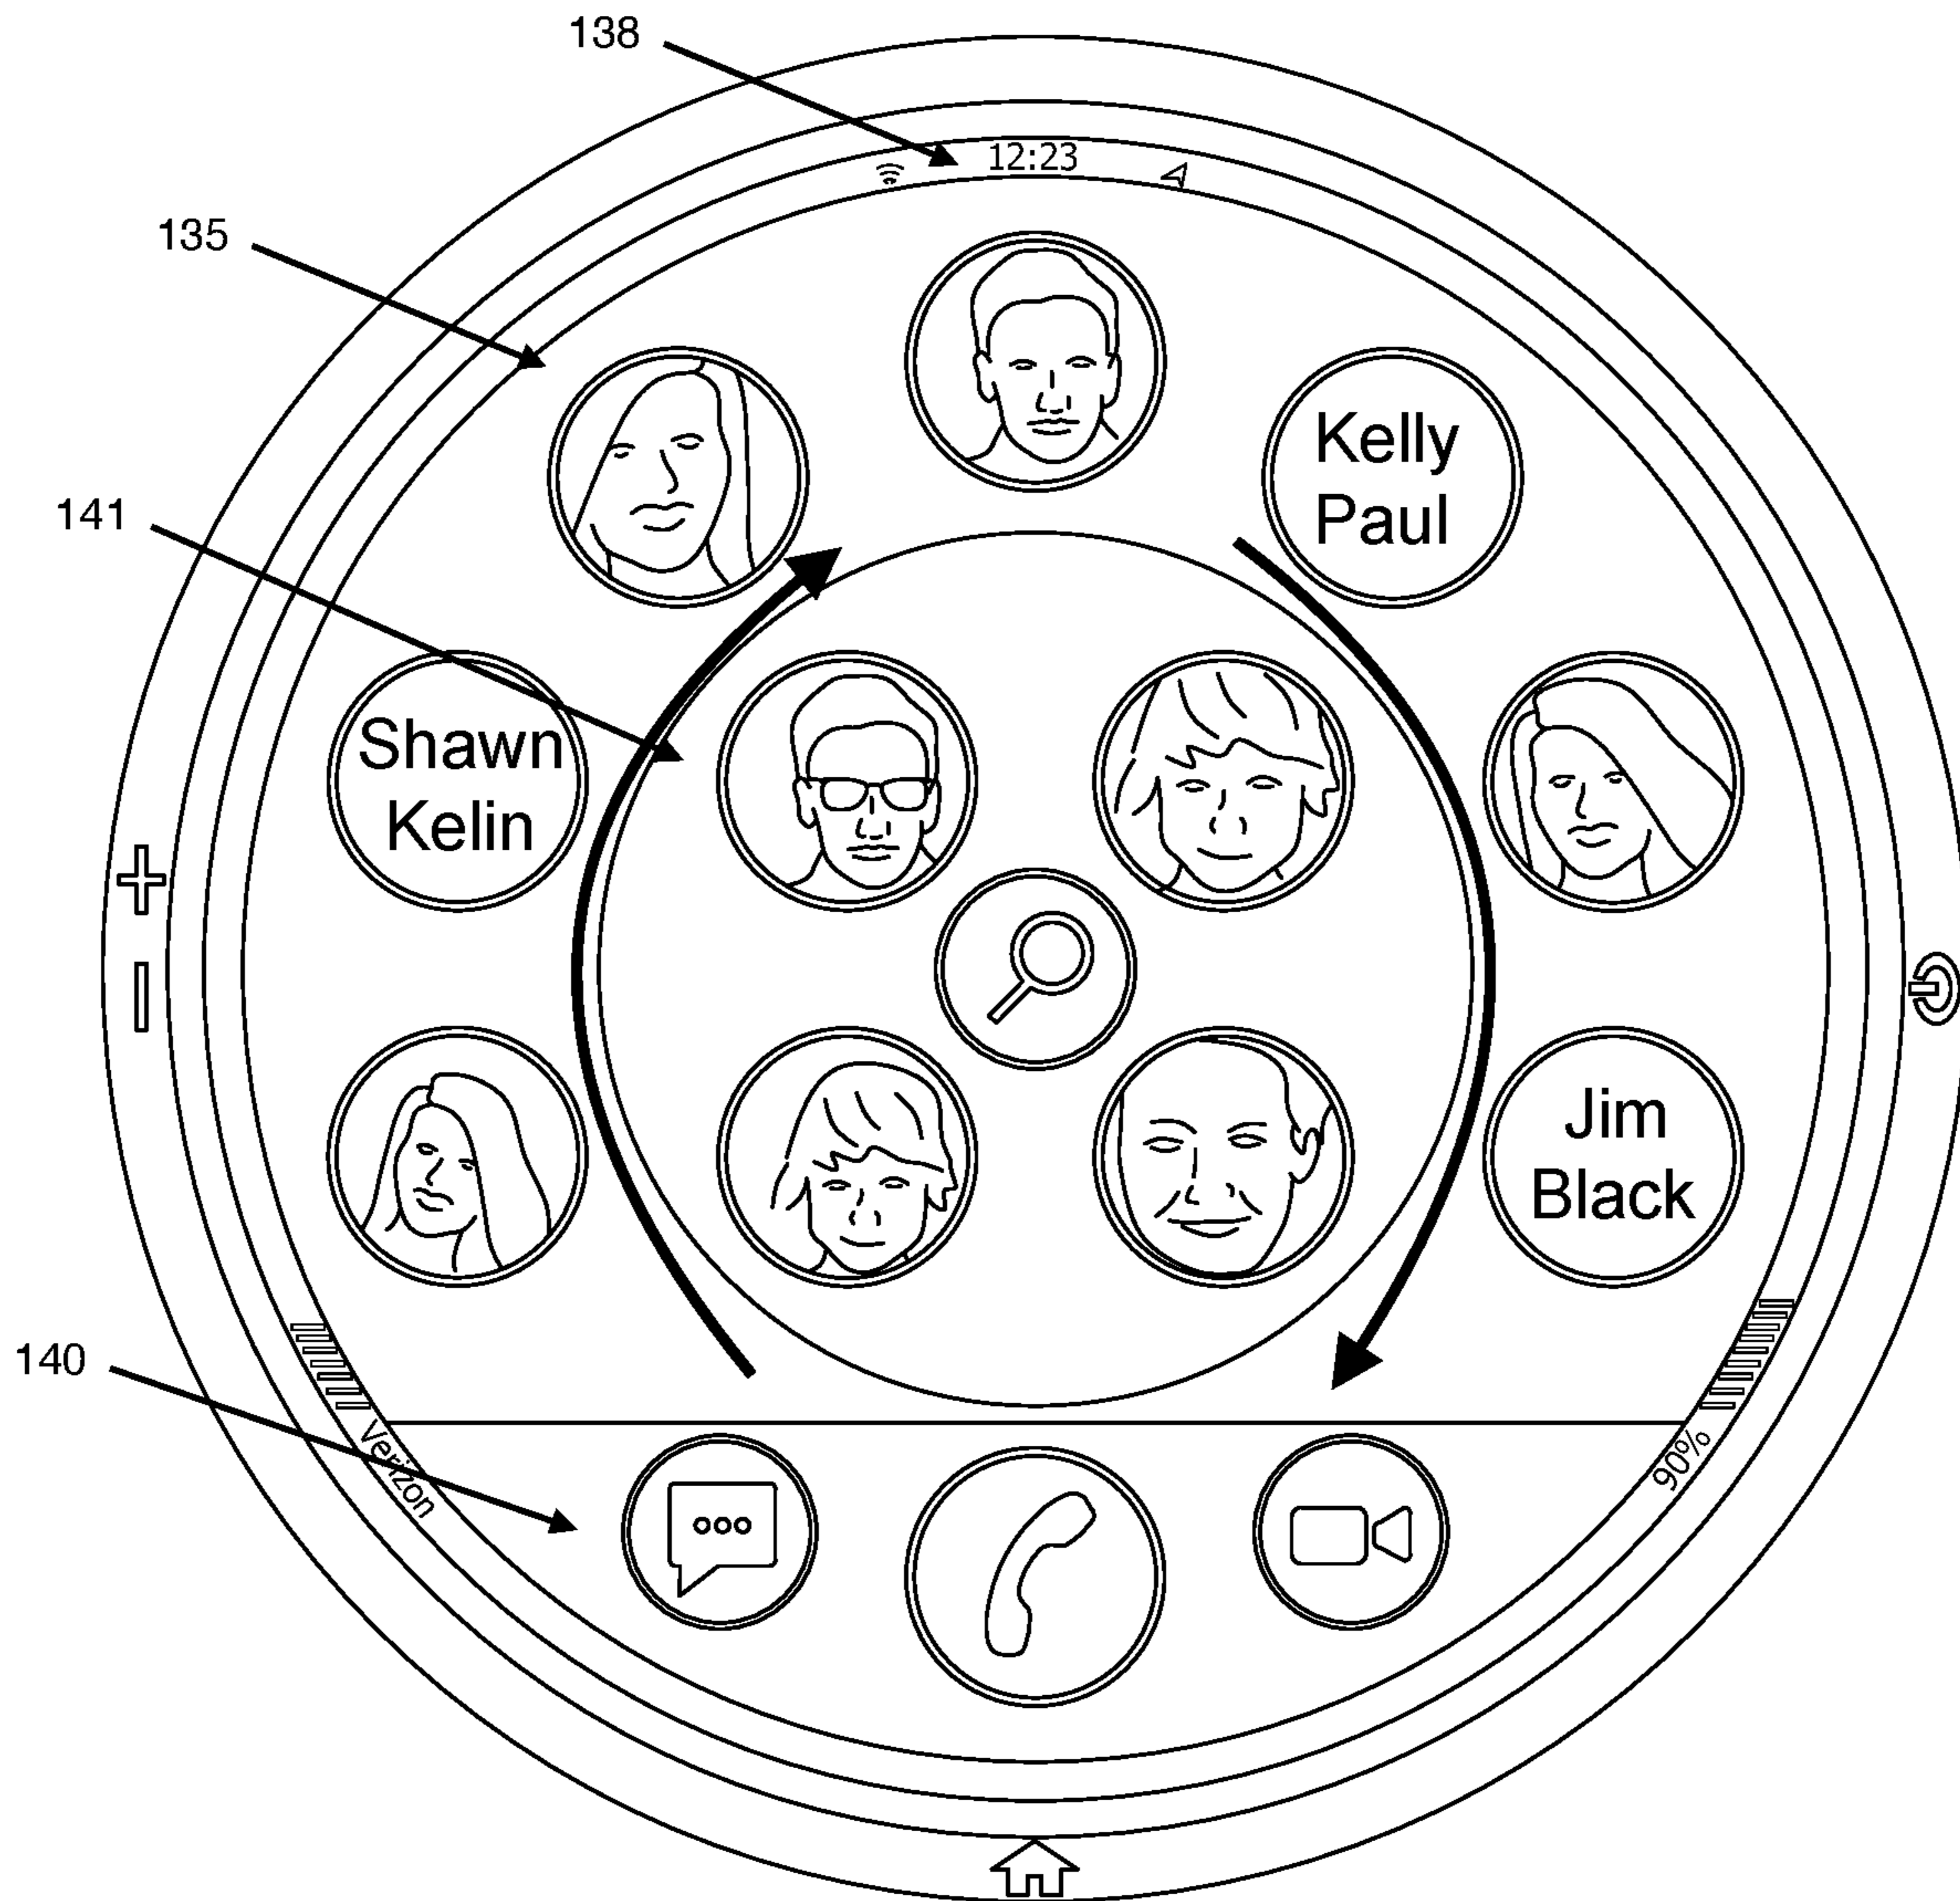 138
12:23
135
Kelly
Paul
141
Shawn
Kelin
Jim
Black
140
Verizon
90%